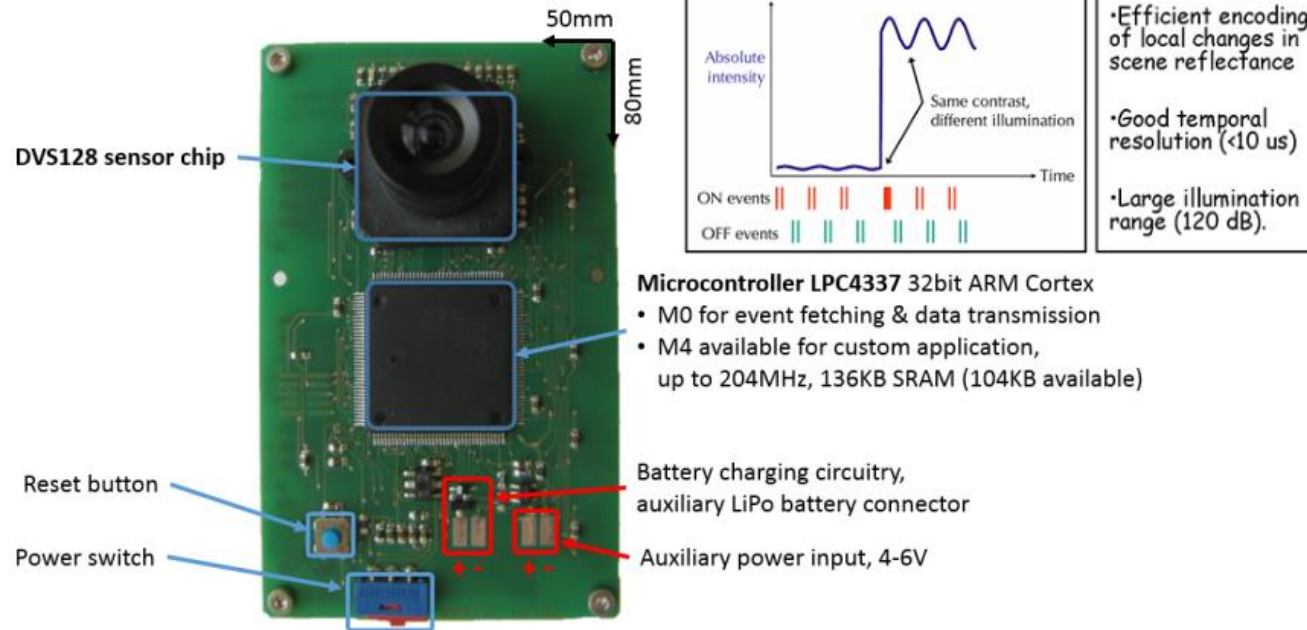 50mm
80mm
DVS128 sensor chip
Absolute
intensity
Same contrast,
different illumination
Time
ON events
OFF events
•Efficient encoding
of local changes in
scene reflectance
•Good temporal
resolution (<10 us)
•Large illumination
range (120 dB).
Microcontroller LPC4337 32bit ARM Cortex
• M0 for event fetching & data transmission
• M4 available for custom application,
up to 204MHz, 136KB SRAM (104KB available)
Reset button
Power switch
Battery charging circuitry,
auxiliary LiPo battery connector
Auxiliary power input, 4-6V
+ - + -